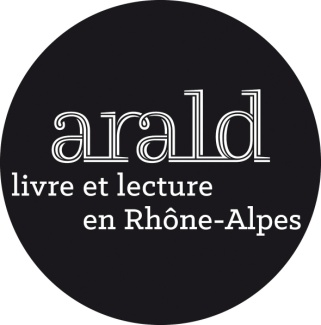 arald
livre et lecture
en Rhône-Alpes